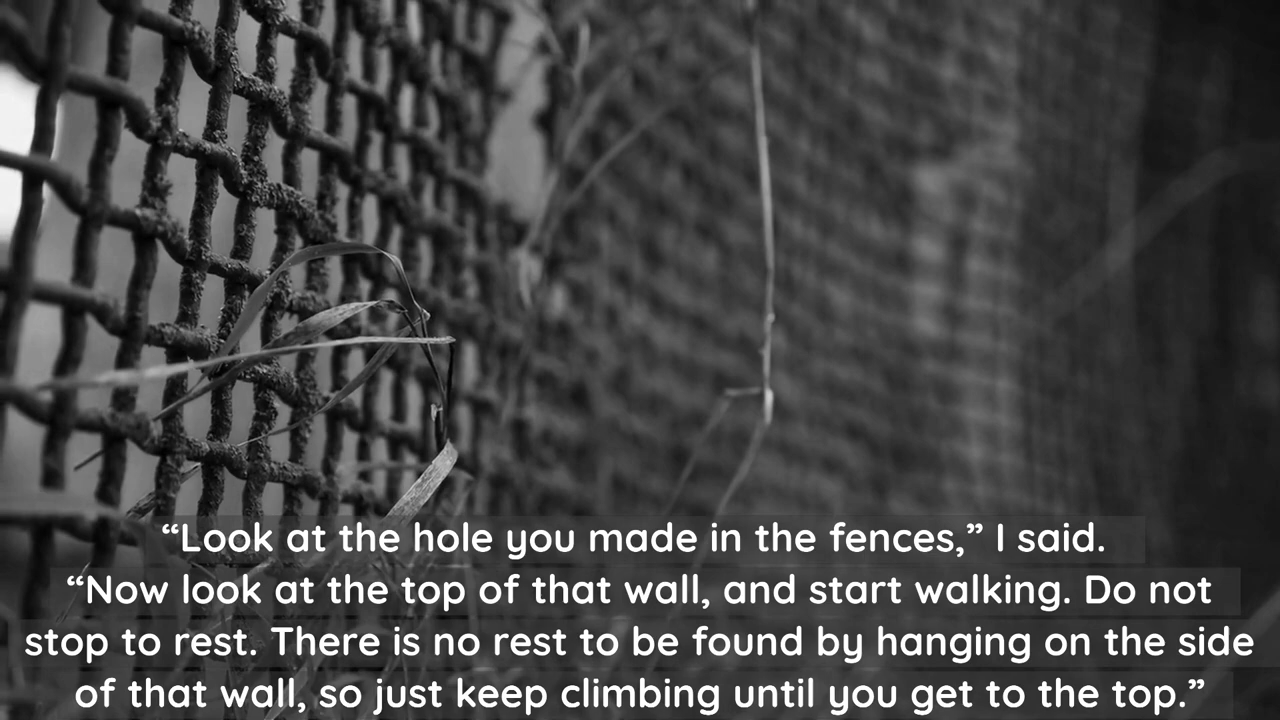 “Look at the hole you made in the fences,” I said.
“Now look at the top of that wall, and start walking. Do not
stop to rest. There is no rest to be found by hanging on the side
of that wall, so just keep climbing until you get to the top.”